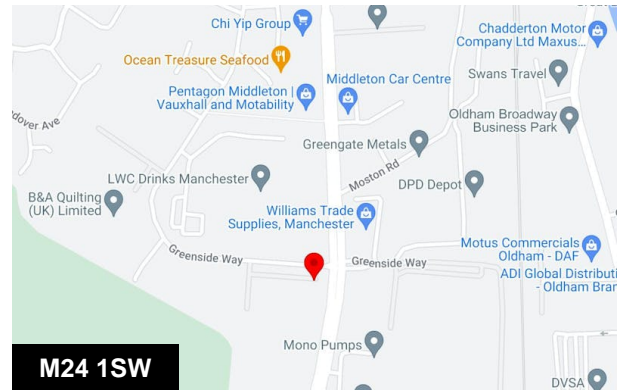 Chi Yip Group
Chadderton Motor
Company Ltd Maxus...
Ocean Treasure Seafood
Swans Travel
Pentagon Middleton |
Vauxhall and Motability
Middleton Car Centre
Oldham Broadway
Business Park
dover Ave
Greengate Metals
Moston Rd
LWC Drinks Manchester
DPD Depot
B&A Quilting
(UK) Limited
Williams Trade
Supplies, Manchester
Greenside Way
Greenside Way
Motus Commercials
Oldham - DAF
ADI Global Distributi
- Oldham Bran
Mono Pumps
M24 1SW
DVSA